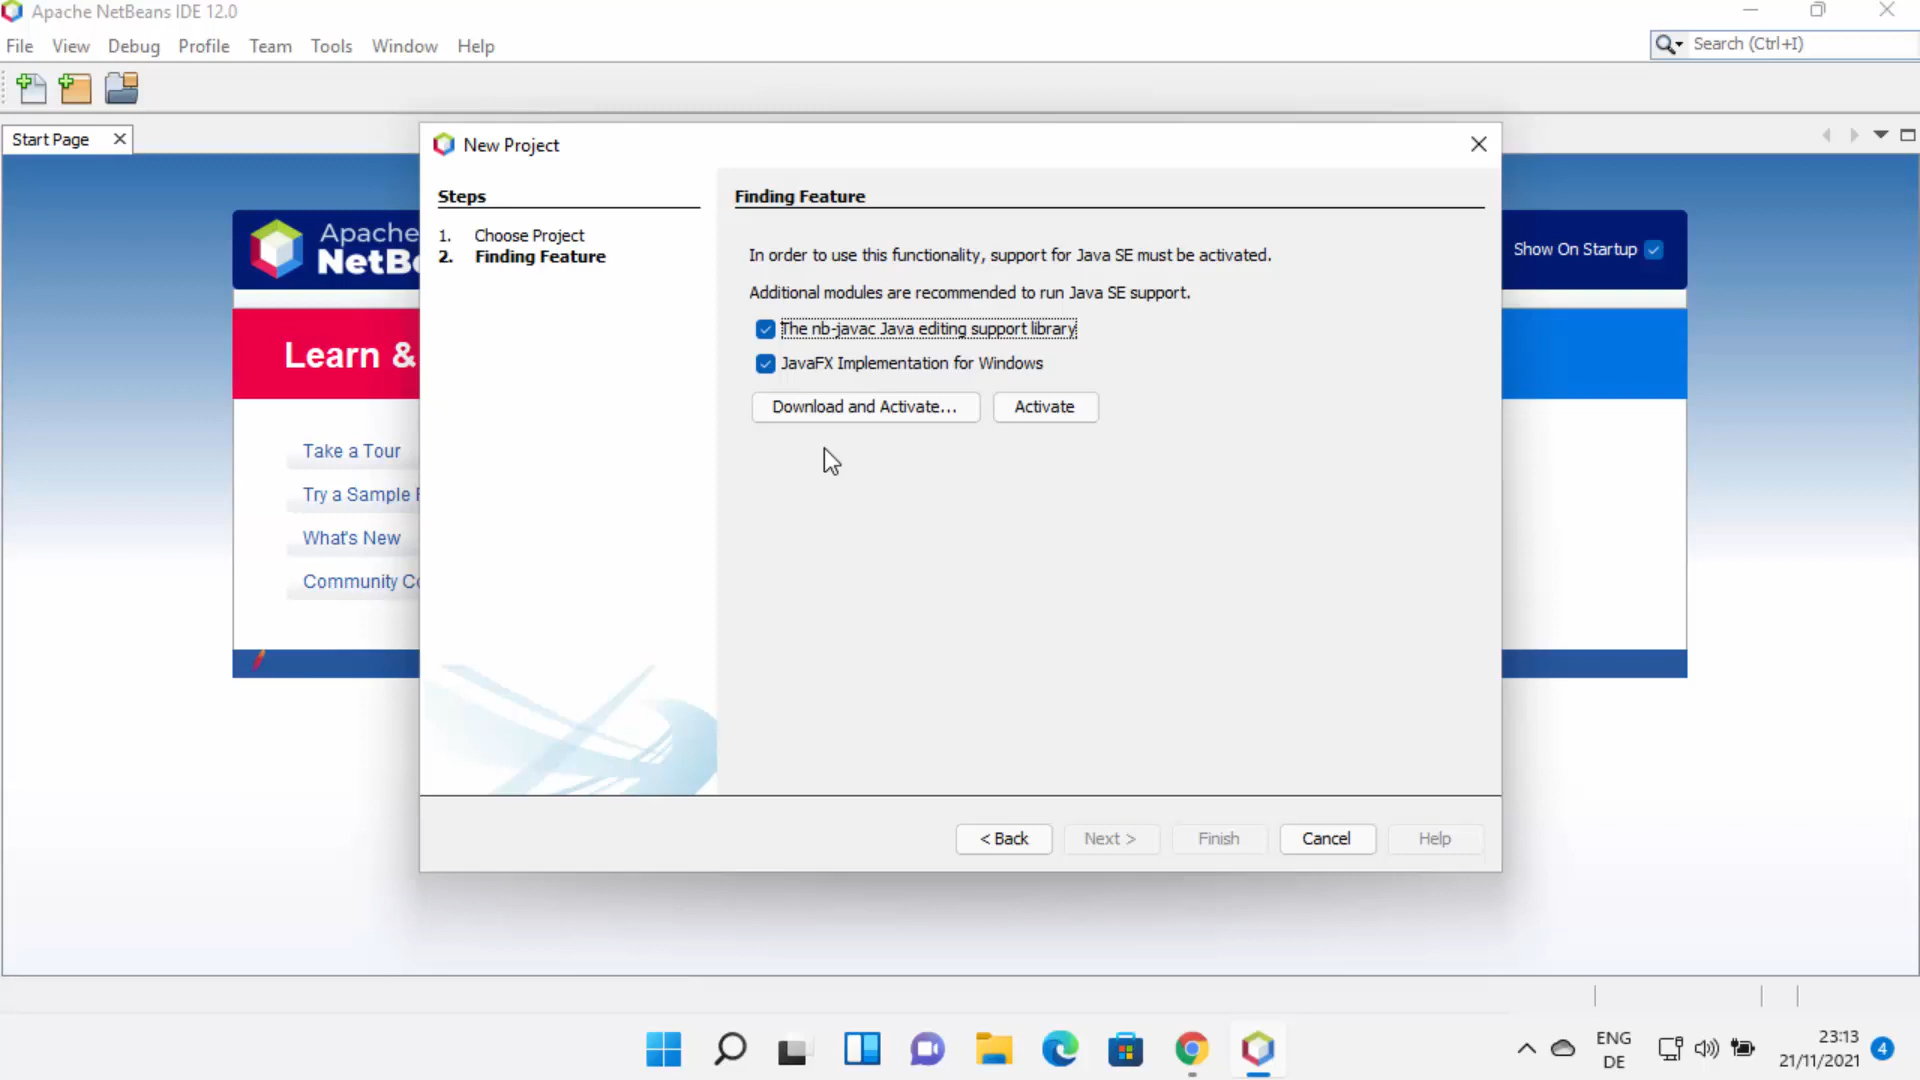 Apache NetBeans IDE 12.0
File View Debug Profile Team Tools Window Help
Search (Ctrl+I)
Start Page
Apache
NetBe
Show On Startup
Learn &
Take a Tour
Try a Sample
What's New
Community Co
New Project
Steps
1. Choose Project
2. Finding Feature
Finding Feature
In order to use this functionality, support for Java SE must be activated.
Additional modules are recommended to run Java SE support.
The nb-javac Java editing support library
JavaFX Implementation for Windows
Download and Activate... Activate
< Back Next > Finish Cancel Help
ENG
DE
23:13
21/11/2021
4